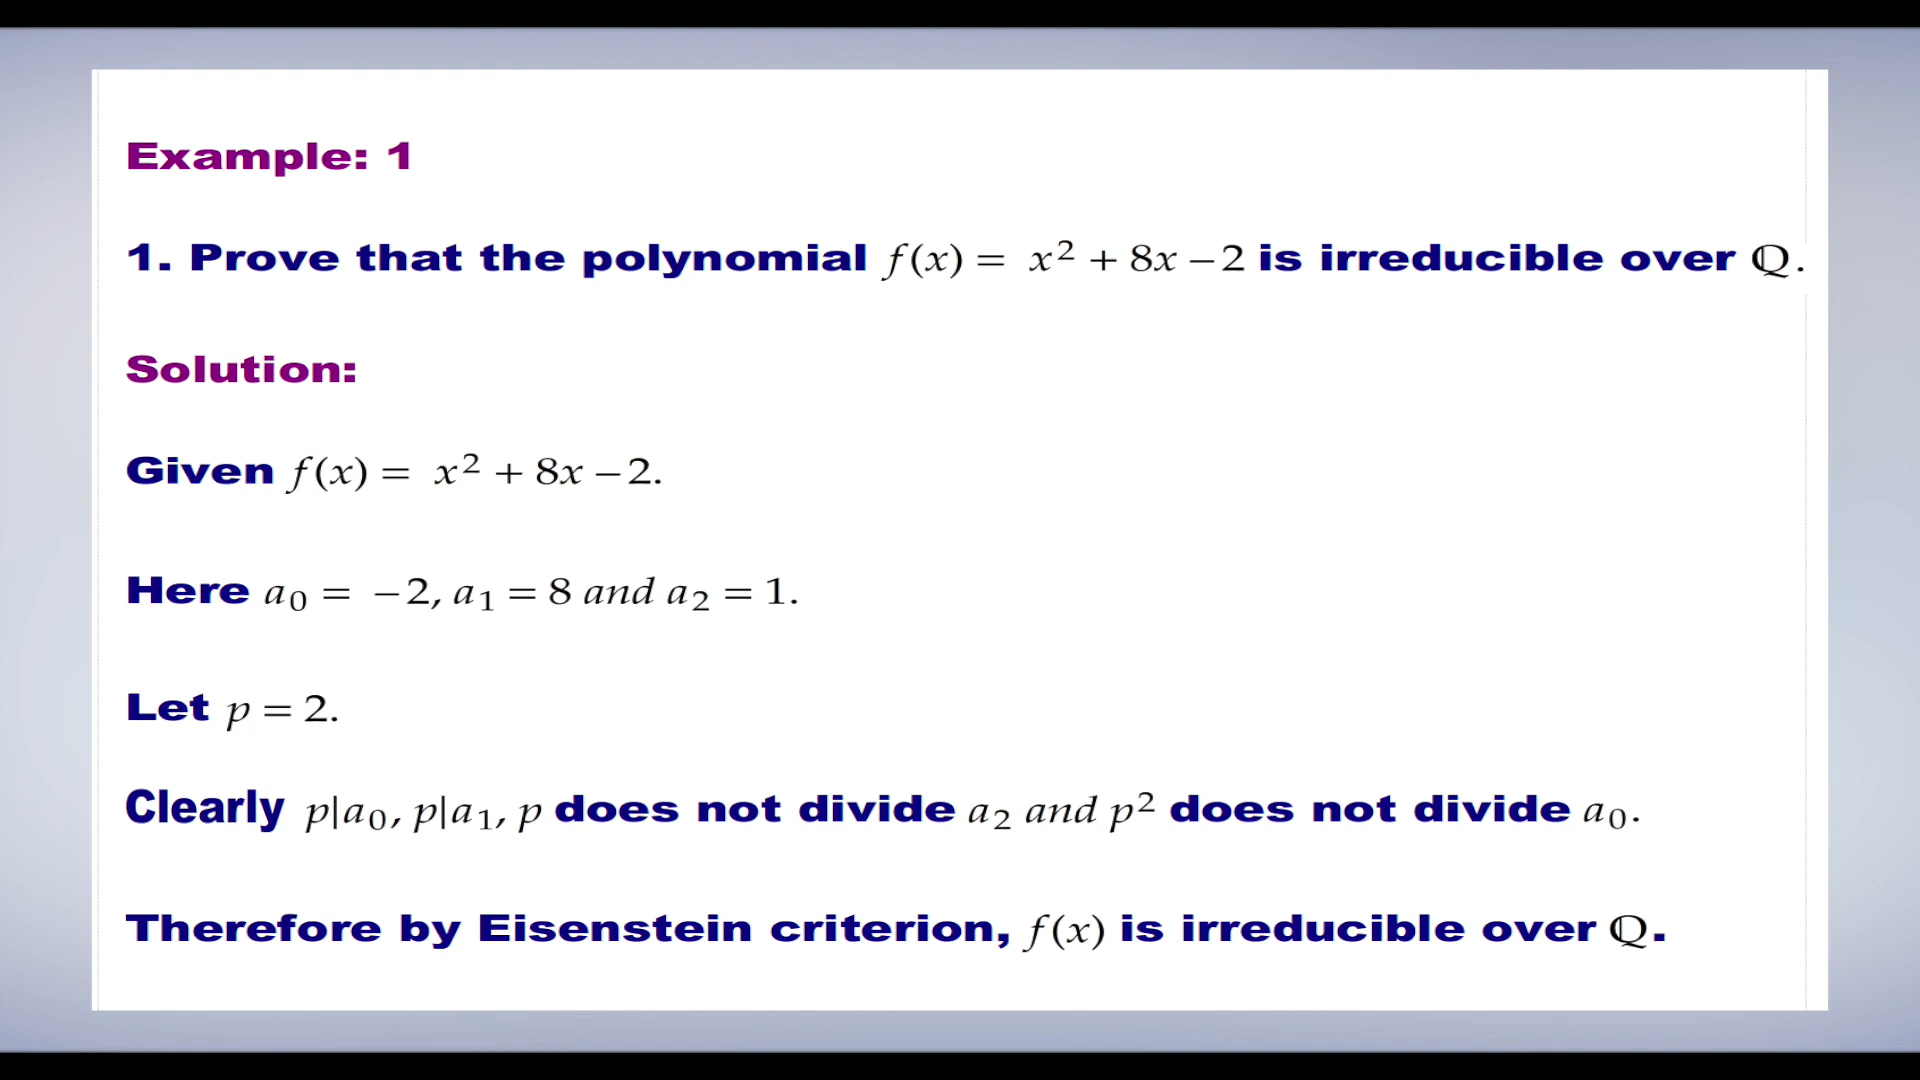 Example: 1
1. Prove that the polynomial f(x) = x² + 8x − 2 is irreducible over ℚ.
Solution:
Given f(x) = x² + 8x − 2.
Here a₀ = −2, a₁ = 8 and a₂ = 1.
Let p = 2.
Clearly p|a₀, p|a₁, p does not divide a₂ and p² does not divide a₀.
Therefore by Eisenstein criterion, f(x) is irreducible over ℚ.